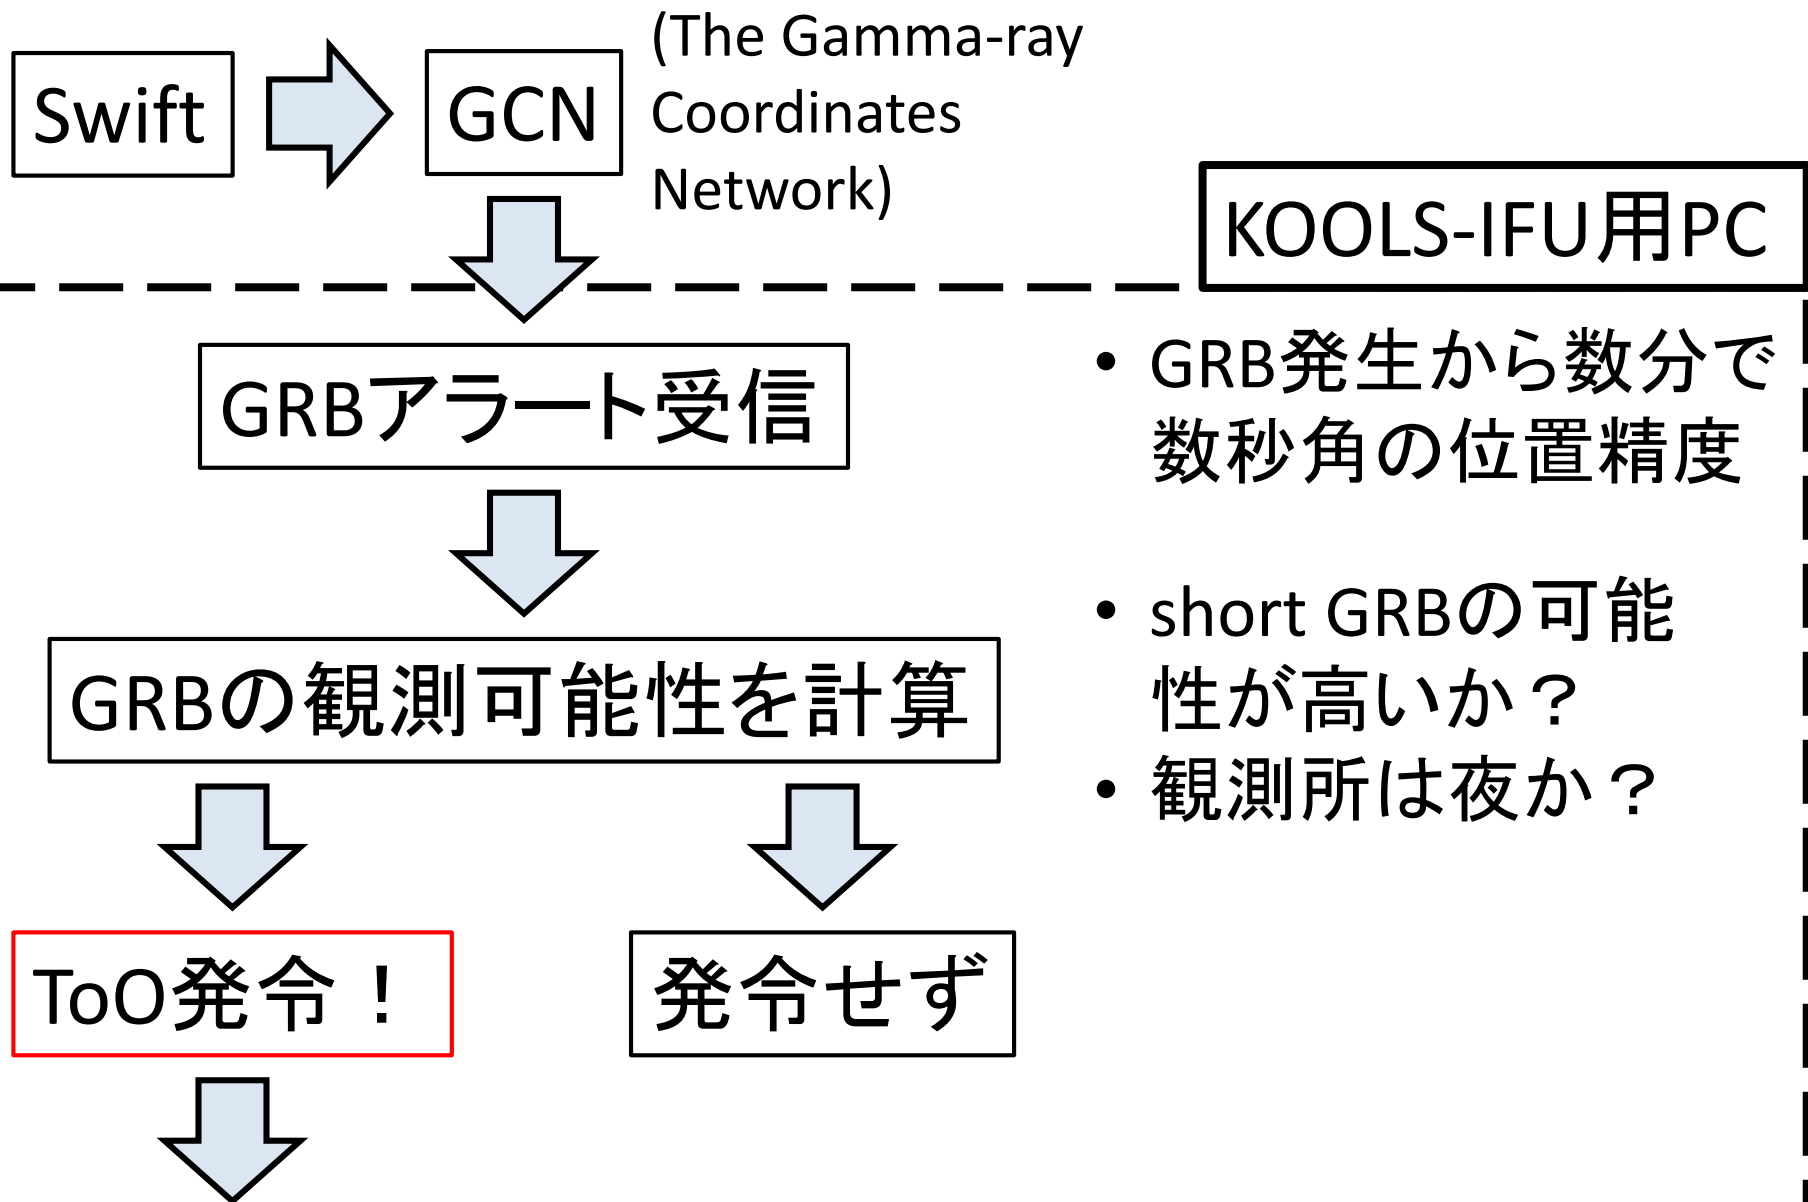 Swift
GCN
(The Gamma-ray
Coordinates
Network)
KOOLS-IFU用PC
GRBアラート受信
• GRB発生から数分で
数秒角の位置精度
GRBの観測可能性を計算
• short GRBの可能
性が高いか？
• 観測所は夜か？
ToO発令！
発令せず